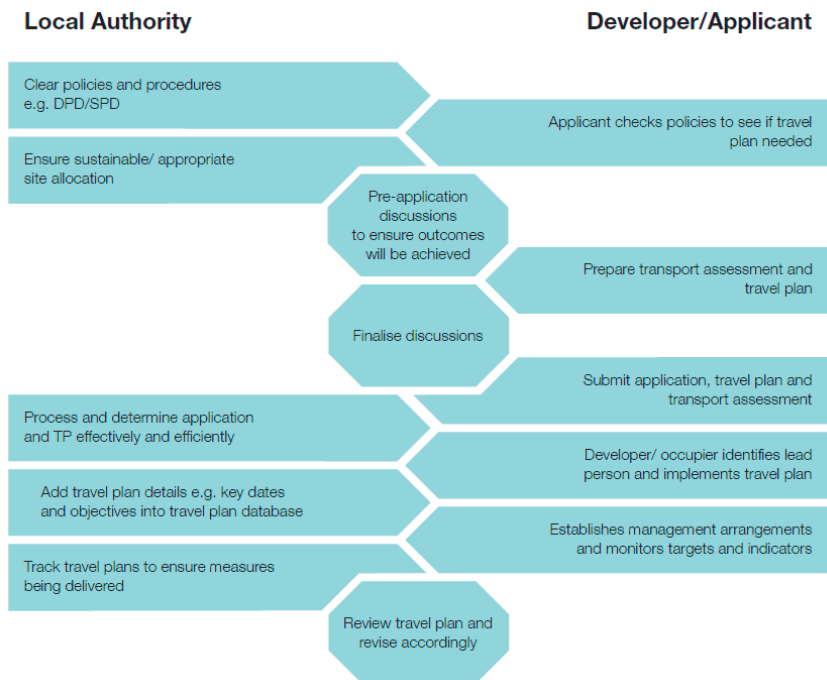 Local Authority
Developer/Applicant
Clear policies and procedures
e.g. DPD/SPD
Applicant checks policies to see if travel
plan needed
Ensure sustainable/ appropriate
site allocation
Pre-application
discussions
to ensure outcomes
will be achieved
Prepare transport assessment and
travel plan
Finalise discussions
Submit application, travel plan and
transport assessment
Process and determine application
and TP effectively and efficiently
Developer/ occupier identifies lead
person and implements travel plan
Add travel plan details e.g. key dates
and objectives into travel plan database
Establishes management arrangements
and monitors targets and indicators
Track travel plans to ensure measures
being delivered
Review travel plan and
revise accordingly